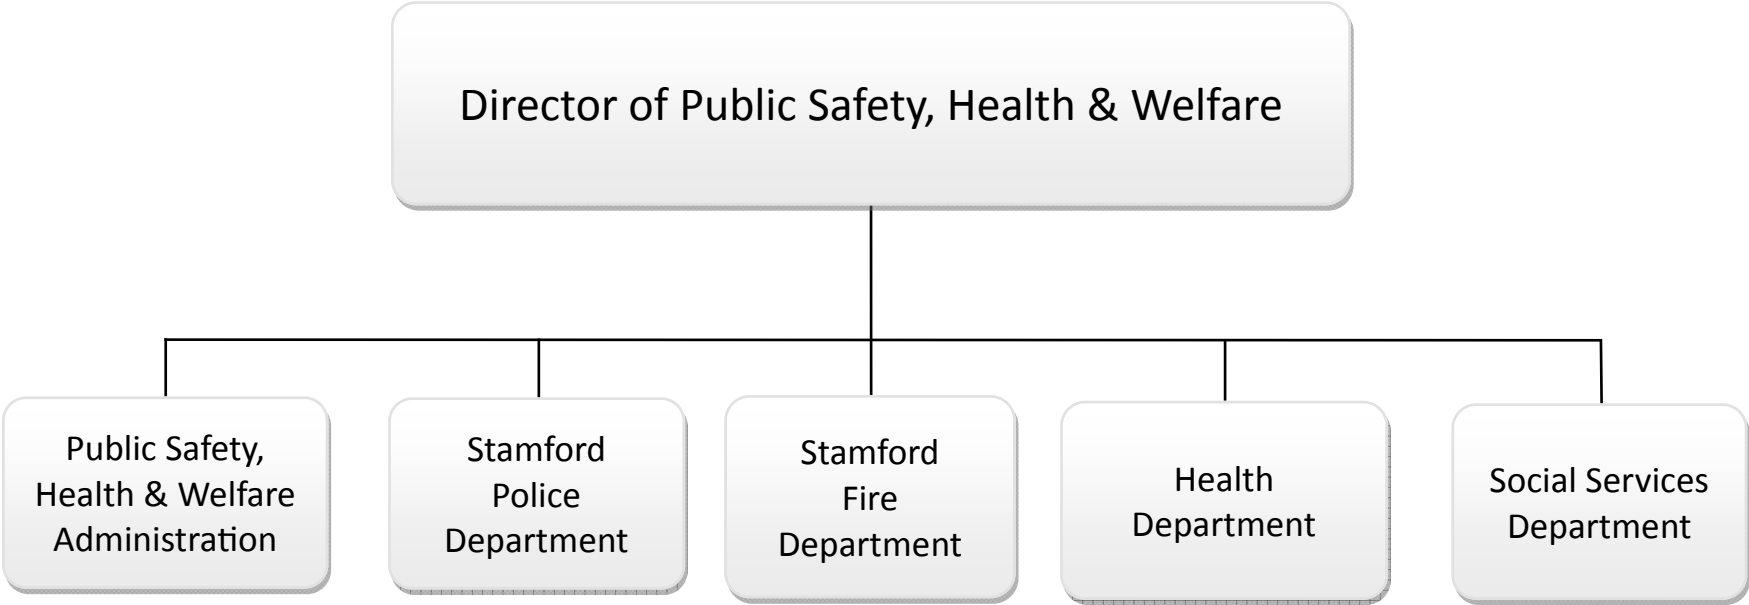 Director of Public Safety, Health & Welfare
Public Safety,
Health & Welfare
Administration
Stamford
Police
Department
Stamford
Fire
Department
Health
Department
Social Services
Department